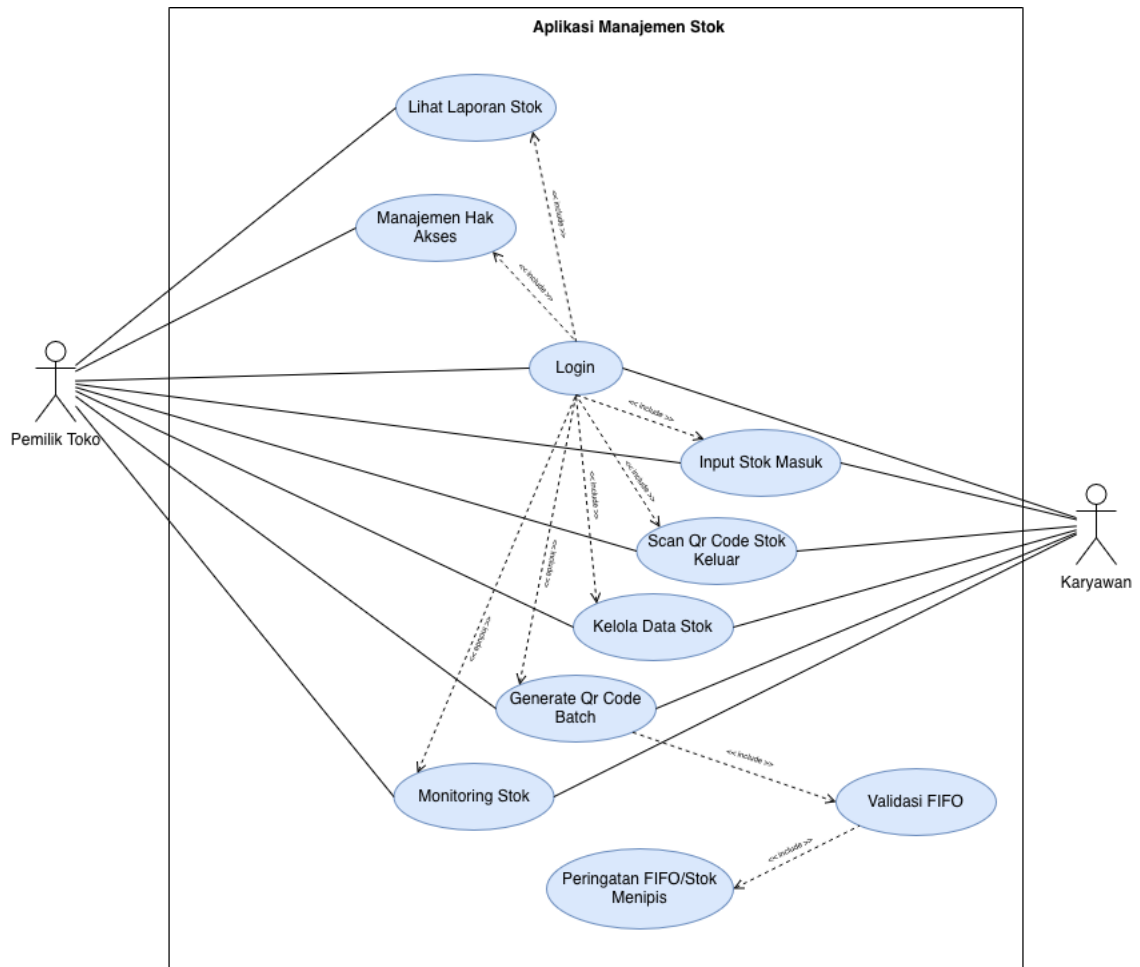 Aplikasi Manajemen Stok
Lihat Laporan Stok
<< include >>
Manajemen Hak
Akses
<< include >>
Login
Pemilik Toko
<< include >>
Input Stok Masuk
<< include >>
<< include >>
Scan Qr Code Stok
Keluar
Karyawan
<< include >>
Kelola Data Stok
<< include >>
Generate Qr Code
Batch
<< include >>
Monitoring Stok
Validasi FIFO
<< include >>
Peringatan FIFO/Stok
Menipis